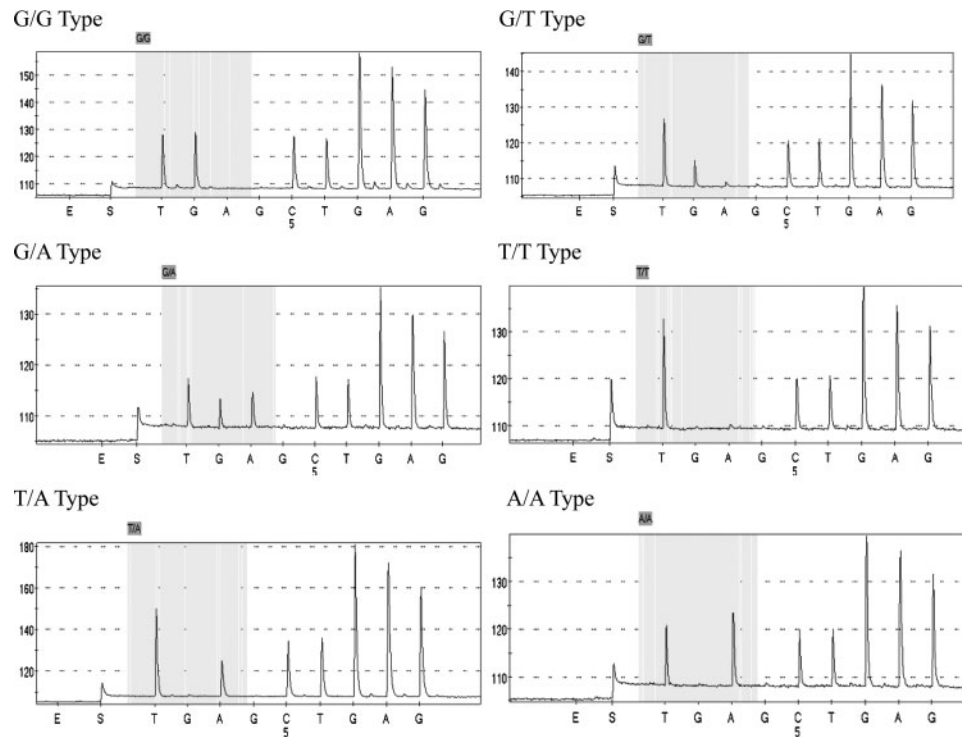 G/G Type
G/G
150
140
130
120
110
E S T G A G C T G A G
5
G/T Type
G/T
140
130
120
110
E S T G A G C T G A G
5
G/A Type
G/A
130
120
110
E S T G A G C T G A G
5
T/T Type
T/T
130
120
110
E S T G A G C T G A G
5
T/A Type
T/A
180
160
140
120
E S T G A G C T G A G
5
A/A Type
A/A
130
120
110
E S T G A G C T G A G
5